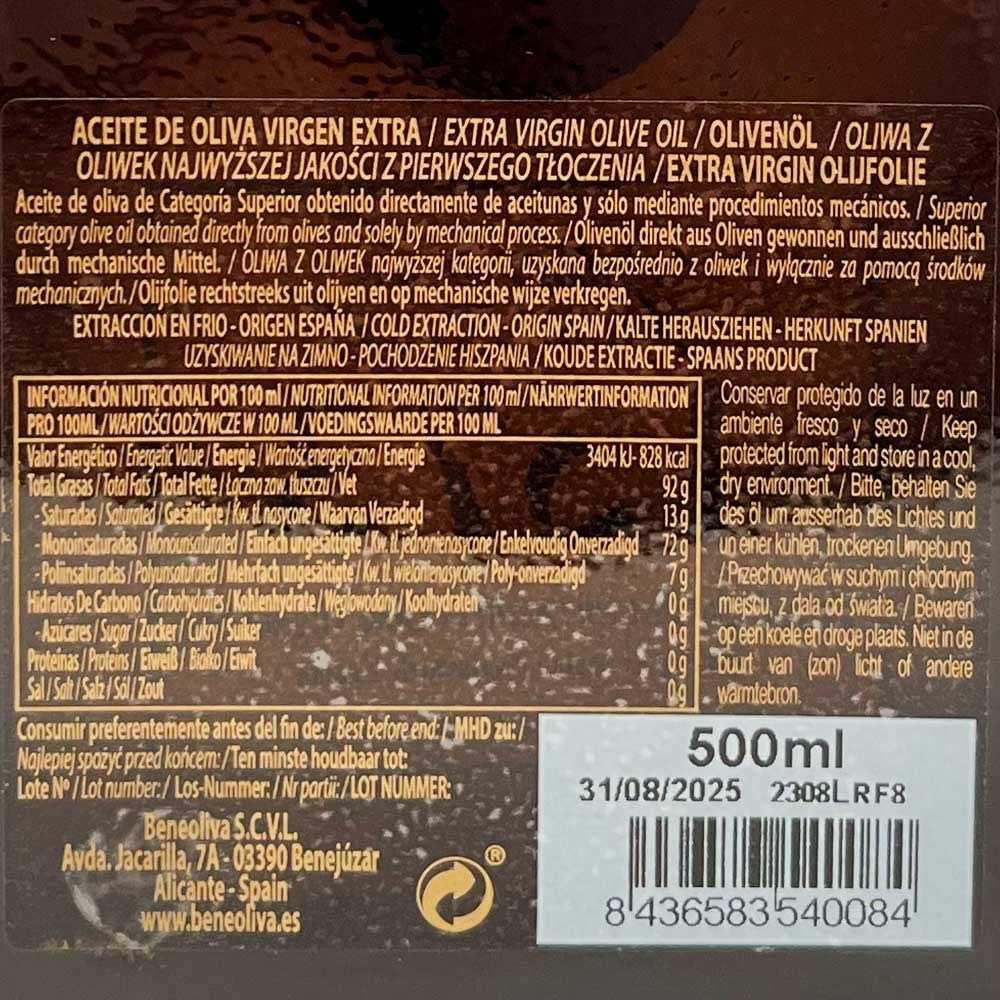 ACEITE DE OLIVA VIRGEN EXTRA / EXTRA VIRGIN OLIVE OIL / OLIVENÖL / OLIWA Z
OLIWEK NAJWYŻSZEJ JAKOŚCI Z PIERWSZEGO TŁOCZENIA / EXTRA VIRGIN OLIJFOLIE
Aceite de oliva de Categoría Superior obtenido directamente de aceitunas y sólo mediante procedimientos mecánicos. / Superior
category olive oil obtained directly from olives and solely by mechanical process. / Olivenöl direkt aus Oliven gewonnen und ausschließlich
durch mechanische Mittel. / OLIWA Z OLIWEK najwyższej kategorii, uzyskana bezpośrednio z oliwek i wyłącznie za pomocą środków
mechanicznych. / Olijfolie rechtstreeks uit olijven en op mechanische wijze verkregen.
EXTRACCION EN FRIO - ORIGEN ESPAÑA / COLD EXTRACTION - ORIGIN SPAIN / KALTE HERAUSZIEHEN - HERKUNFT SPANIEN
UZYSKIWANIE NA ZIMNO - POCHODZENIE HISZPANIA / KOUDE EXTRACTIE - SPAANS PRODUCT
INFORMACIÓN NUTRICIONAL POR 100 ml / NUTRITIONAL INFORMATION PER 100 ml / NÄHRWERTINFORMATION
PRO 100ML / WARTOŚCI ODŻYWCZE W 100 ML / VOEDINGSWAARDE PER 100 ML
Valor Energético / Energetic Value / Energie / Wartość energetyczna / Energie 3404 kJ - 828 kcal
Total Grasas / Total Fats / Total Fette / Łączna zaw. tłuszczu / Vet 92 g
- Saturadas / Saturated / Gesättigte / Kw. tł. nasycone / Waarvan Verzadigd 13 g
- Monoinsaturadas / Monounsaturated / Einfach ungesättigte / Kw. tł. jednonienasycone / Enkelvoudig Onverzadigd 72 g
- Poliinsaturadas / Polyunsaturated / Mehrfach ungesättigte / Kw. tł. wielonienasycone / Poly-onverzadigd 7 g
Hidratos De Carbono / Carbohydrates / Kohlenhydrate / Węglowodany / Koolhydraten 0 g
- Azúcares / Sugar / Zucker / Cukry / Suiker 0 g
Proteínas / Proteins / Eiweiß / Białko / Eiwit 0 g
Sal / Salt / Salz / Sól / Zout 0 g
Conservar protegido de la luz en un
ambiente fresco y seco / Keep
protected from light and store in a cool,
dry environment. / Bitte, behalten Sie
des öl um ausserhab des Lichtes und
un einer kühlen, trockenen Umgebung.
/ Przechowywać w suchym i chłodnym
miejscu, z dala od światła. / Bewaren
op een koele en droge plaats. Niet in de
buurt van (zon) licht of andere
warmtebron.
Consumir preferentemente antes del fin de: / Best before end: / MHD zu: /
Najlepiej spożyć przed końcem: / Ten minste houdbaar tot:
Lote Nº / Lot number: / Los-Nummer: / Nr partii: / LOT NUMMER:
Beneoliva S.C.V.L.
Avda. Jacarilla, 7A - 03390 Benejúzar
Alicante - Spain
www.beneoliva.es
®
500ml
31/08/2025 2308LRF8
8 436583 540084